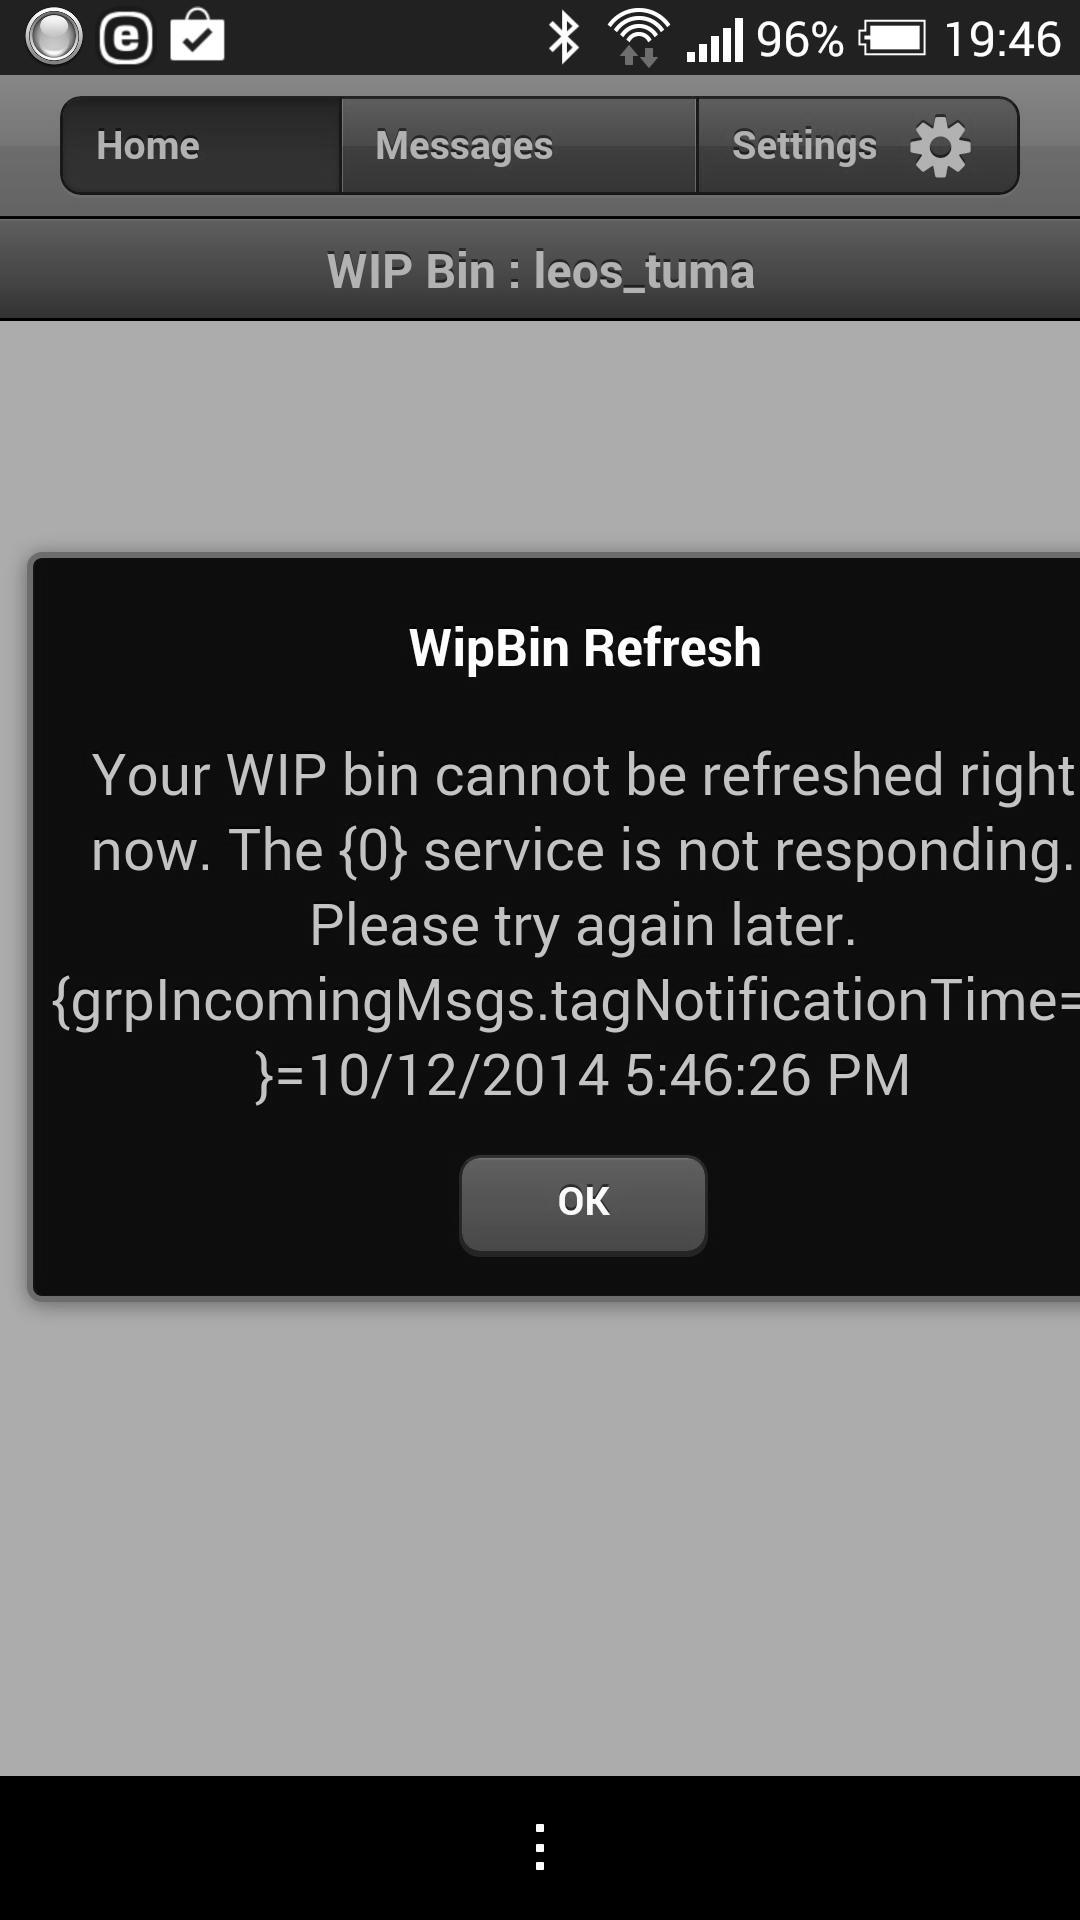 e 96% 19:46
Home Messages Settings
WIP Bin : leos_tuma
WipBin Refresh
Your WIP bin cannot be refreshed right
now. The {0} service is not responding.
Please try again later.
{grpIncomingMsgs.tagNotificationTime=
}=10/12/2014 5:46:26 PM
OK